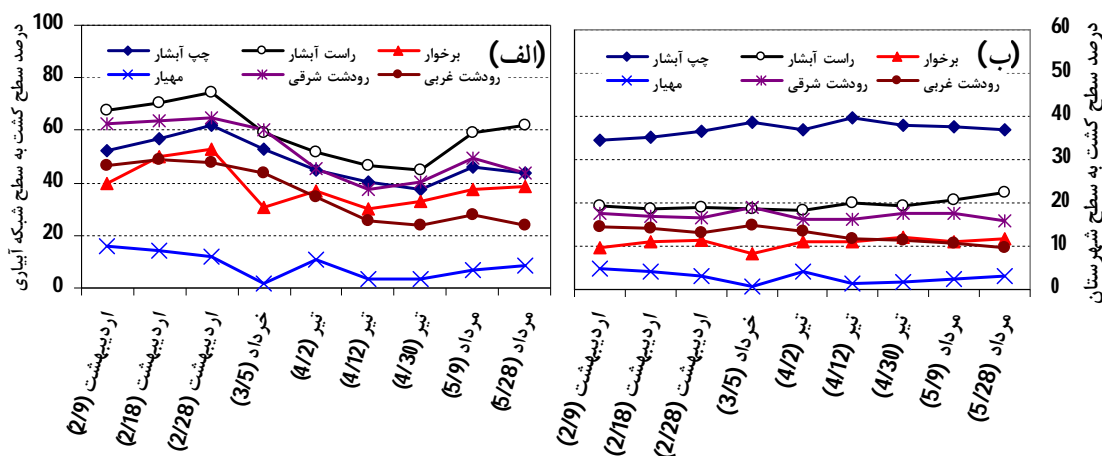 درصد سطح کشت به سطح شبکه آبیاری
100
80
60
40
20
0
(الف)
چپ آبشار
راست آبشار
برخوار
مهیار
رودشت شرقی
رودشت غربی
اردیبهشت (2/9)
اردیبهشت (2/18)
اردیبهشت (2/28)
خرداد (3/5)
تیر (4/2)
تیر (4/12)
تیر (4/30)
مرداد (5/9)
مرداد (5/28)
درصد سطح کشت به سطح شهرستان
60
50
40
30
20
10
0
(ب)
چپ آبشار
راست آبشار
برخوار
مهیار
رودشت شرقی
رودشت غربی
اردیبهشت (2/9)
اردیبهشت (2/18)
اردیبهشت (2/28)
خرداد (3/5)
تیر (4/2)
تیر (4/12)
تیر (4/30)
مرداد (5/9)
مرداد (5/28)